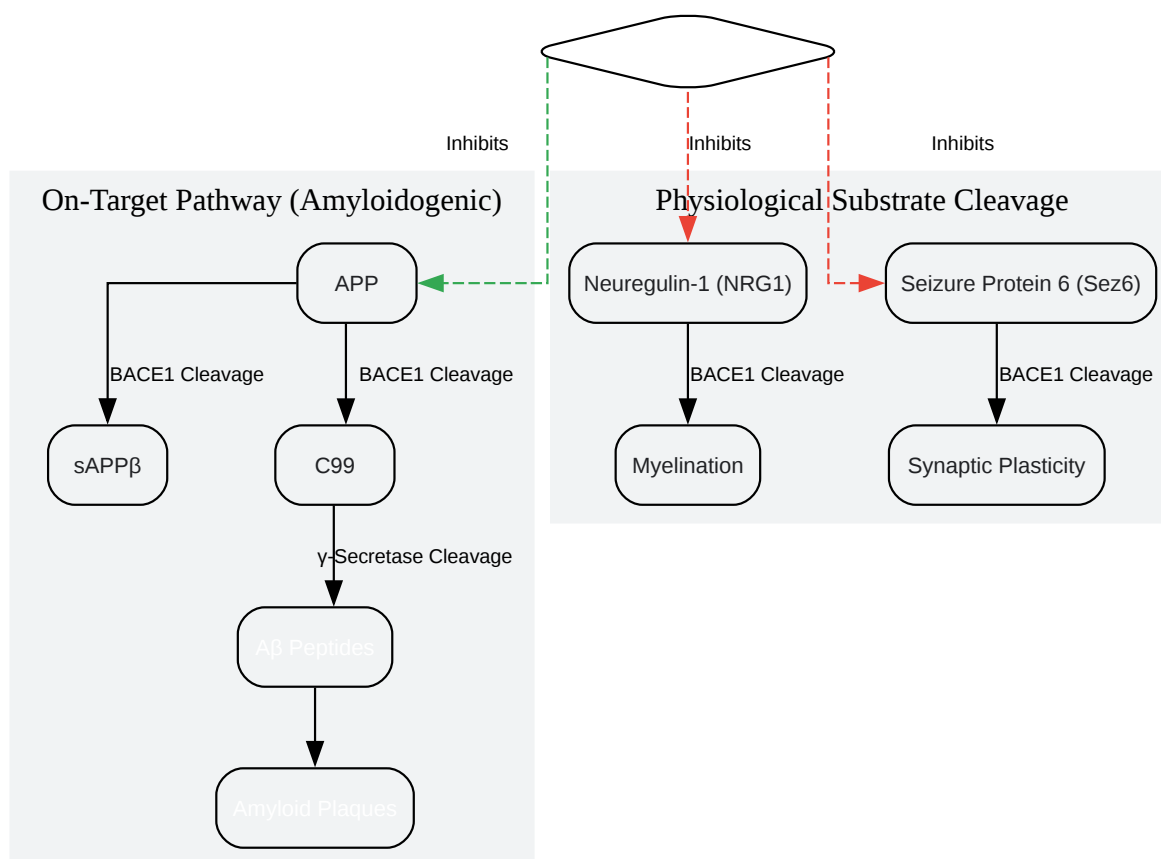 Inhibits
Inhibits
Inhibits
On-Target Pathway (Amyloidogenic)
Physiological Substrate Cleavage
APP
Neuregulin-1 (NRG1)
Seizure Protein 6 (Sez6)
BACE1 Cleavage
BACE1 Cleavage
BACE1 Cleavage
BACE1 Cleavage
sAPPβ
C99
Myelination
Synaptic Plasticity
γ-Secretase Cleavage
Aβ Peptides
Amyloid Plaques